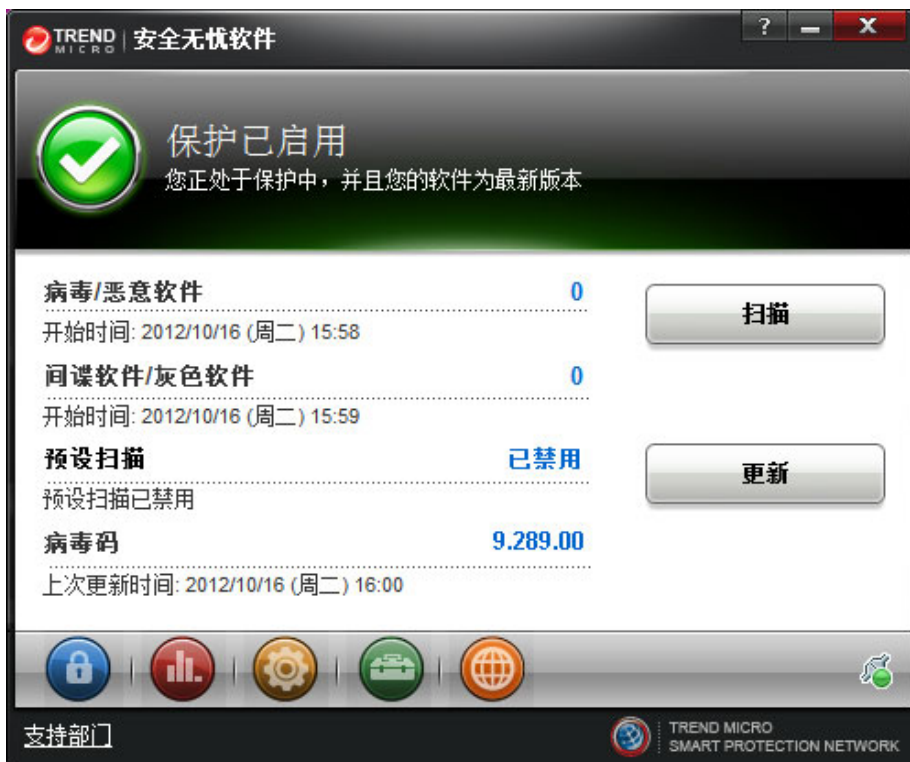 TREND MICRO 安全无忧软件
保护已启用
您正处于保护中，并且您的软件为最新版本
病毒/恶意软件 0
扫描
开始时间: 2012/10/16 (周二) 15:58
间谍软件/灰色软件 0
开始时间: 2012/10/16 (周二) 15:59
预设扫描 已禁用
更新
预设扫描已禁用
病毒码 9.289.00
上次更新时间: 2012/10/16 (周二) 16:00
支持部门
TREND MICRO
SMART PROTECTION NETWORK